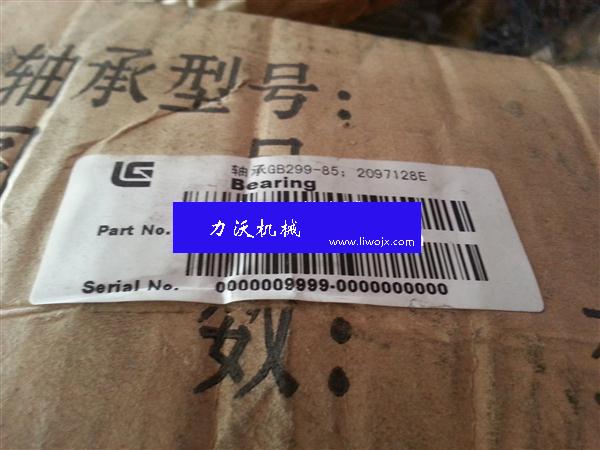 轴承型号：
轴承GB299-85; 2097128E
Bearing
Part No.
力沃机械
www.liwojx.com
Serial No.
0000009999-0000000000
数：